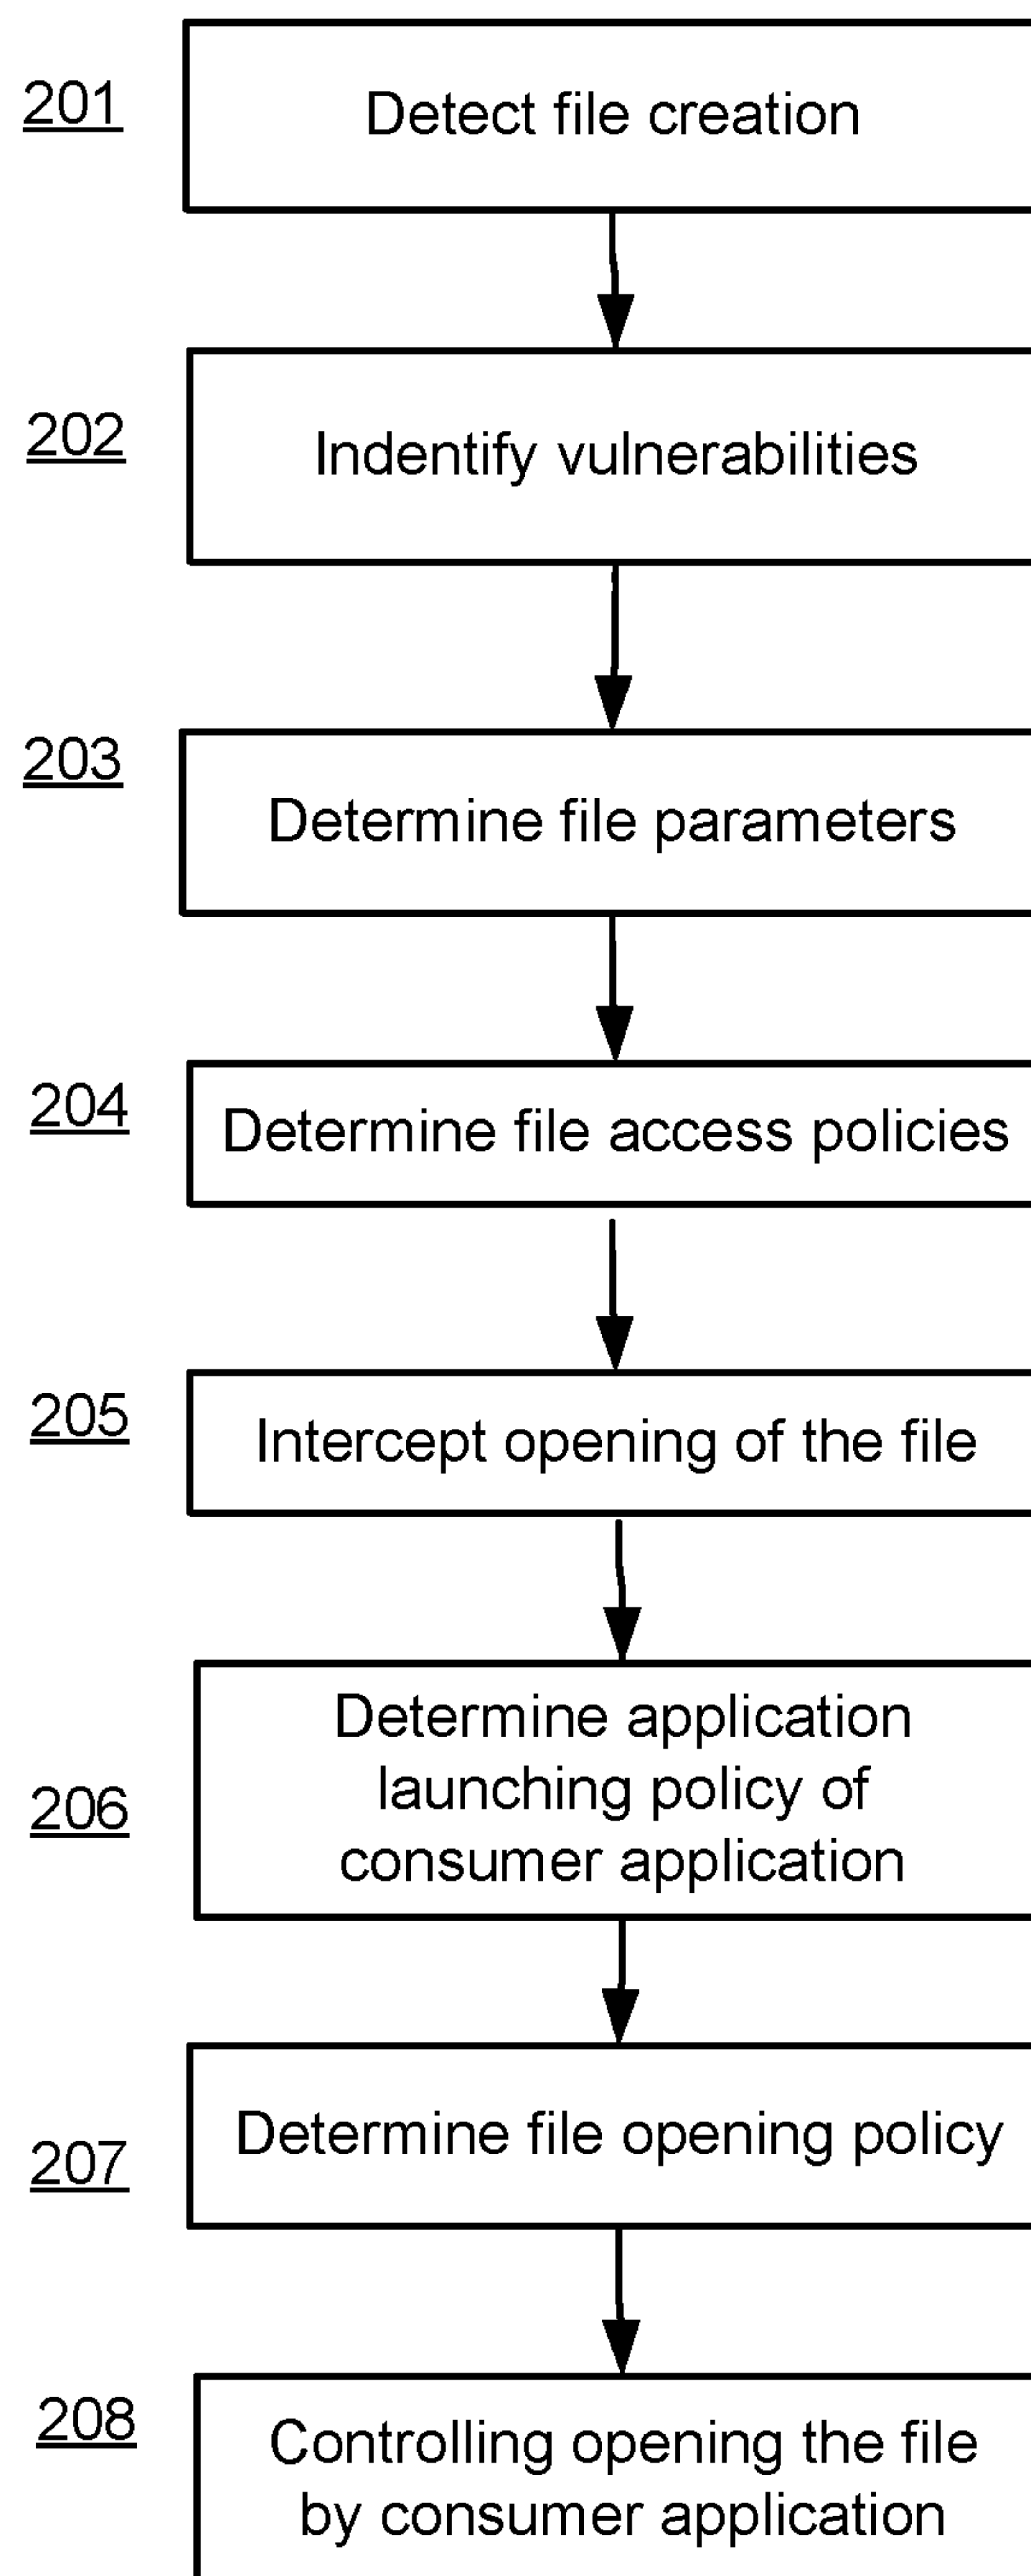 201
Detect file creation
202
Indentify vulnerabilities
203
Determine file parameters
204
Determine file access policies
205
Intercept opening of the file
206
Determine application
launching policy of
consumer application
207
Determine file opening policy
208
Controlling opening the file
by consumer application